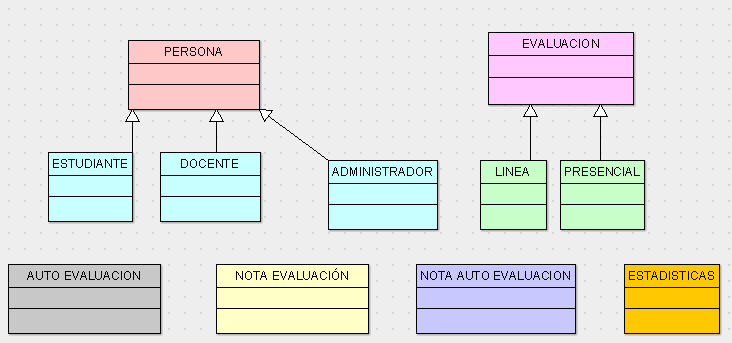 PERSONA
EVALUACION
ESTUDIANTE
DOCENTE
ADMINISTRADOR
LINEA
PRESENCIAL
AUTO EVALUACION
NOTA EVALUACIÓN
NOTA AUTO EVALUACION
ESTADISTICAS